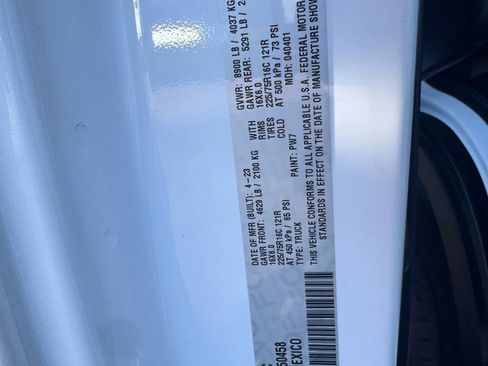 DATE OF MFR (BUILT): 4-23 GVWR: 8900 LB / 4037 KG
GAWR FRONT: 4629 LB / 2100 KG WITH GAWR REAR: 5291 LB / 2
16X6.0 RIMS 16X6.0
225/75R16C 121R TIRES 225/75R16C 121R
AT 450 kPa / 65 PSI COLD AT 500 kPa / 73 PSI
TYPE: TRUCK PAINT: PW7 MDH: 040401
THIS VEHICLE CONFORMS TO ALL APPLICABLE U.S.A. FEDERAL MOTOR
STANDARDS IN EFFECT ON THE DATE OF MANUFACTURE SHOW
50458
EXICO